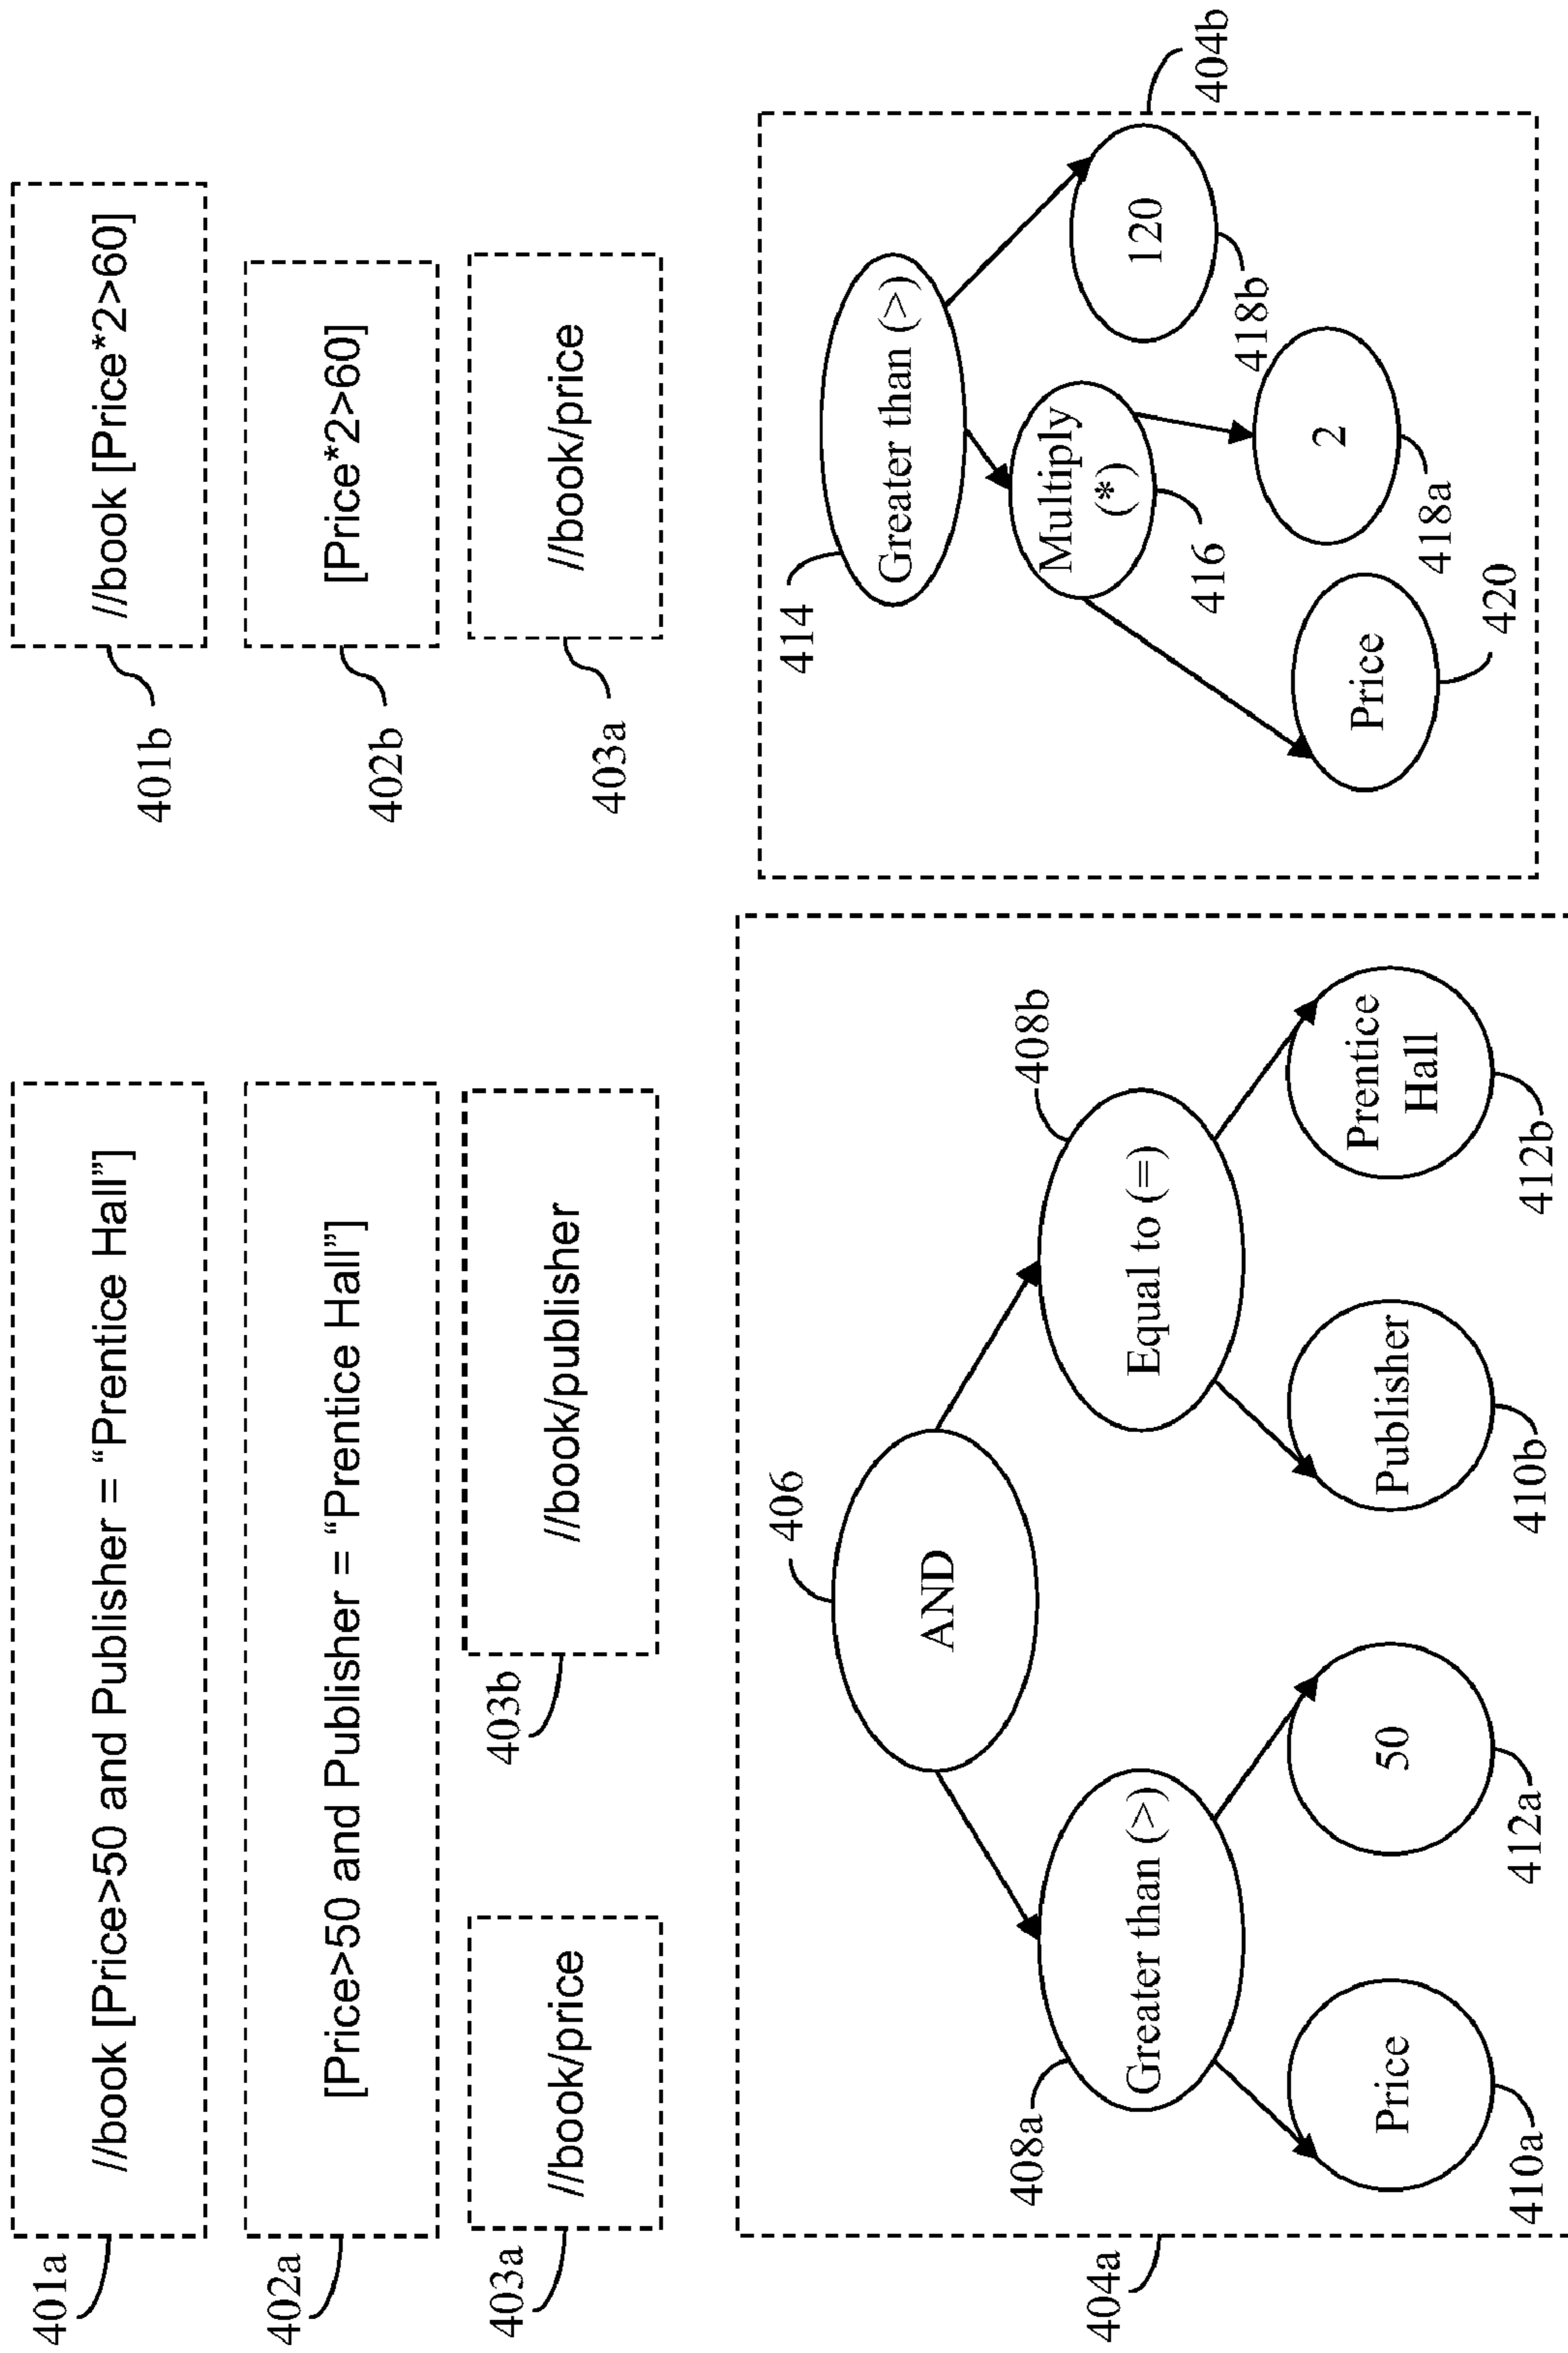 401a
//book [Price>50 and Publisher = “Prentice Hall”]
401b
//book [Price*2>60]
402a
[Price>50 and Publisher = “Prentice Hall”]
402b
[Price*2>60]
403a
//book/price
403b
//book/publisher
403a
//book/price
404a
406
AND
408a
Greater than (>)
408b
Equal to (=)
Price
410a
50
412a
Publisher
410b
Prentice
Hall
412b
404b
414
Greater than (>)
Multiply
(*)
416
120
418b
Price
420
2
418a